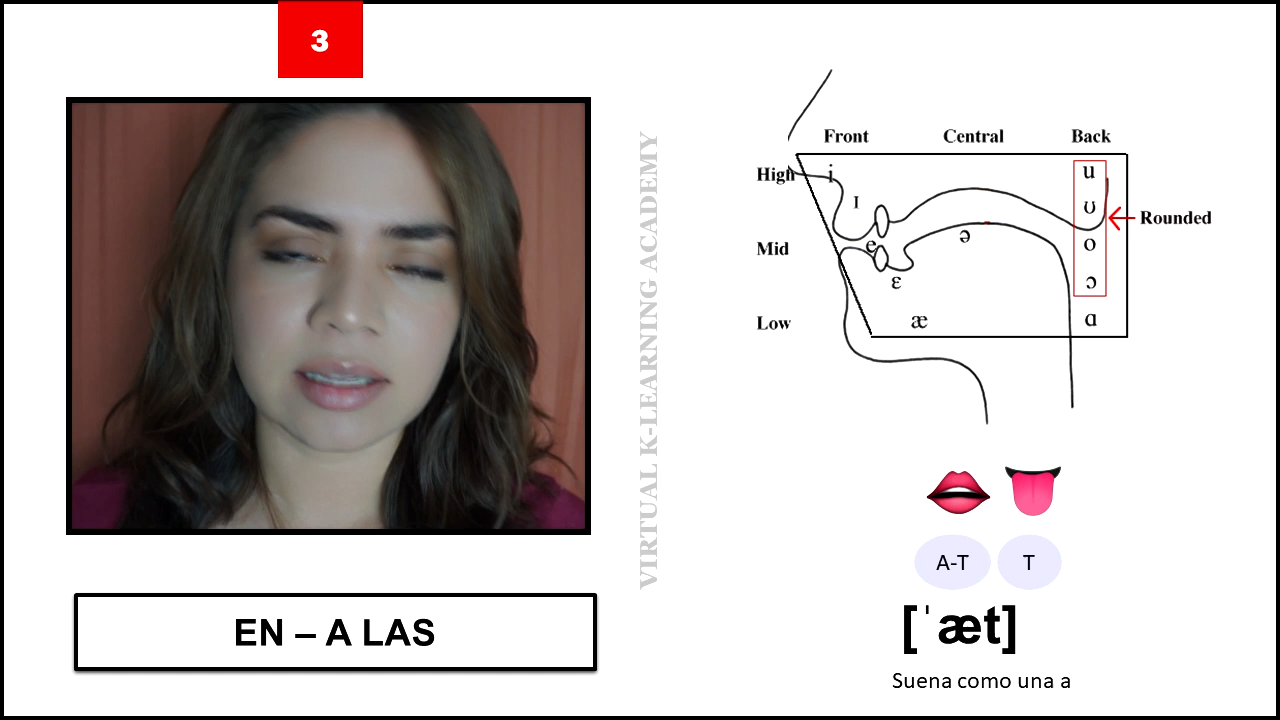 3
EN – A LAS
VIRTUAL K-LEARNING ACADEMY
Front Central Back
High i u
I ʊ
Rounded
Mid e ə o
ɛ ɔ
Low æ ɑ
A-T T
[ˈæt]
Suena como una a